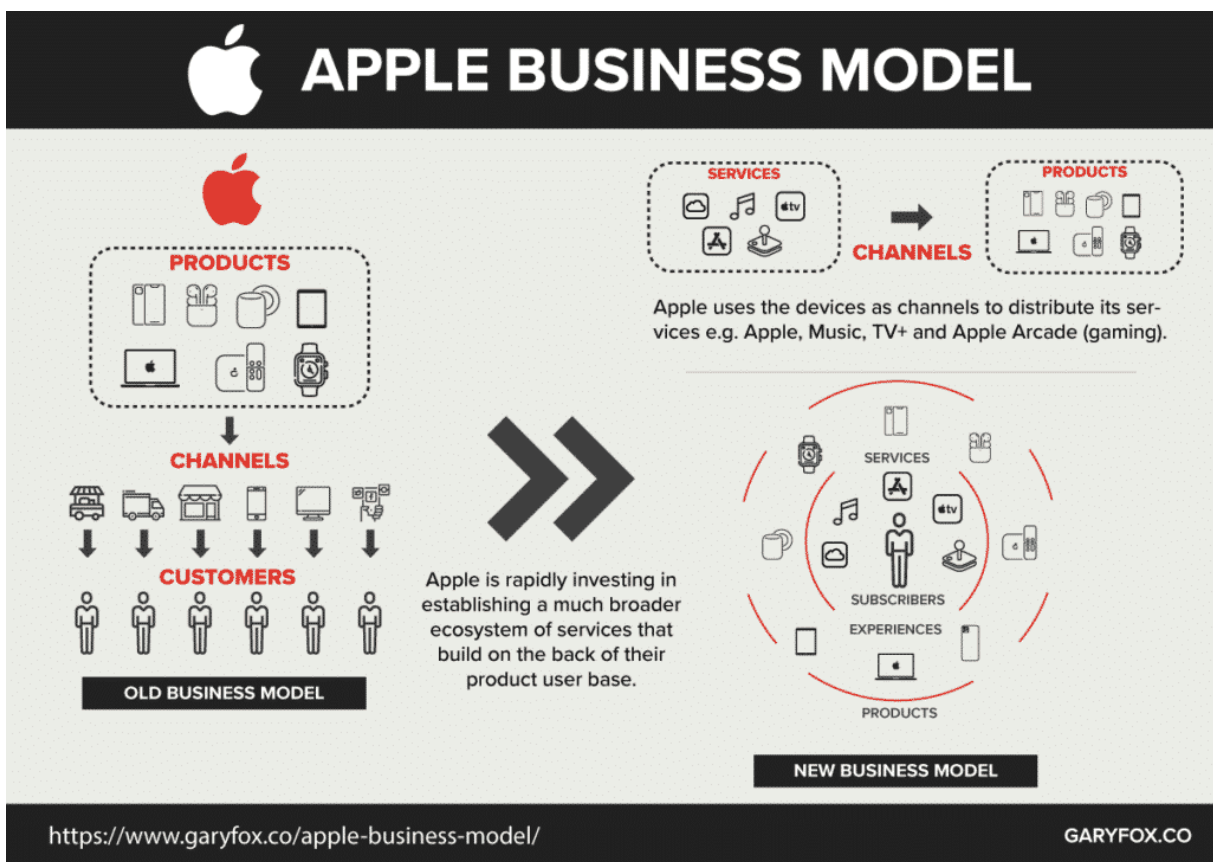 APPLE BUSINESS MODEL
PRODUCTS
CHANNELS
CUSTOMERS
OLD BUSINESS MODEL
Apple is rapidly investing in
establishing a much broader
ecosystem of services that
build on the back of their
product user base.
SERVICES
tv
CHANNELS
PRODUCTS
Apple uses the devices as channels to distribute its ser-
vices e.g. Apple, Music, TV+ and Apple Arcade (gaming).
SERVICES
tv
SUBSCRIBERS
EXPERIENCES
PRODUCTS
NEW BUSINESS MODEL
https://www.garyfox.co/apple-business-model/
GARYFOX.CO